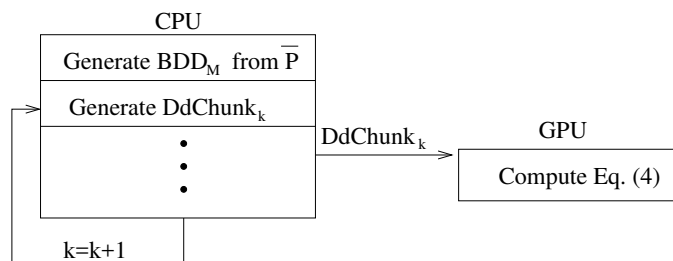 CPU
Generate BDD_M from P̅
Generate DdChunk_k
DdChunk_k
GPU
Compute Eq. (4)
k=k+1